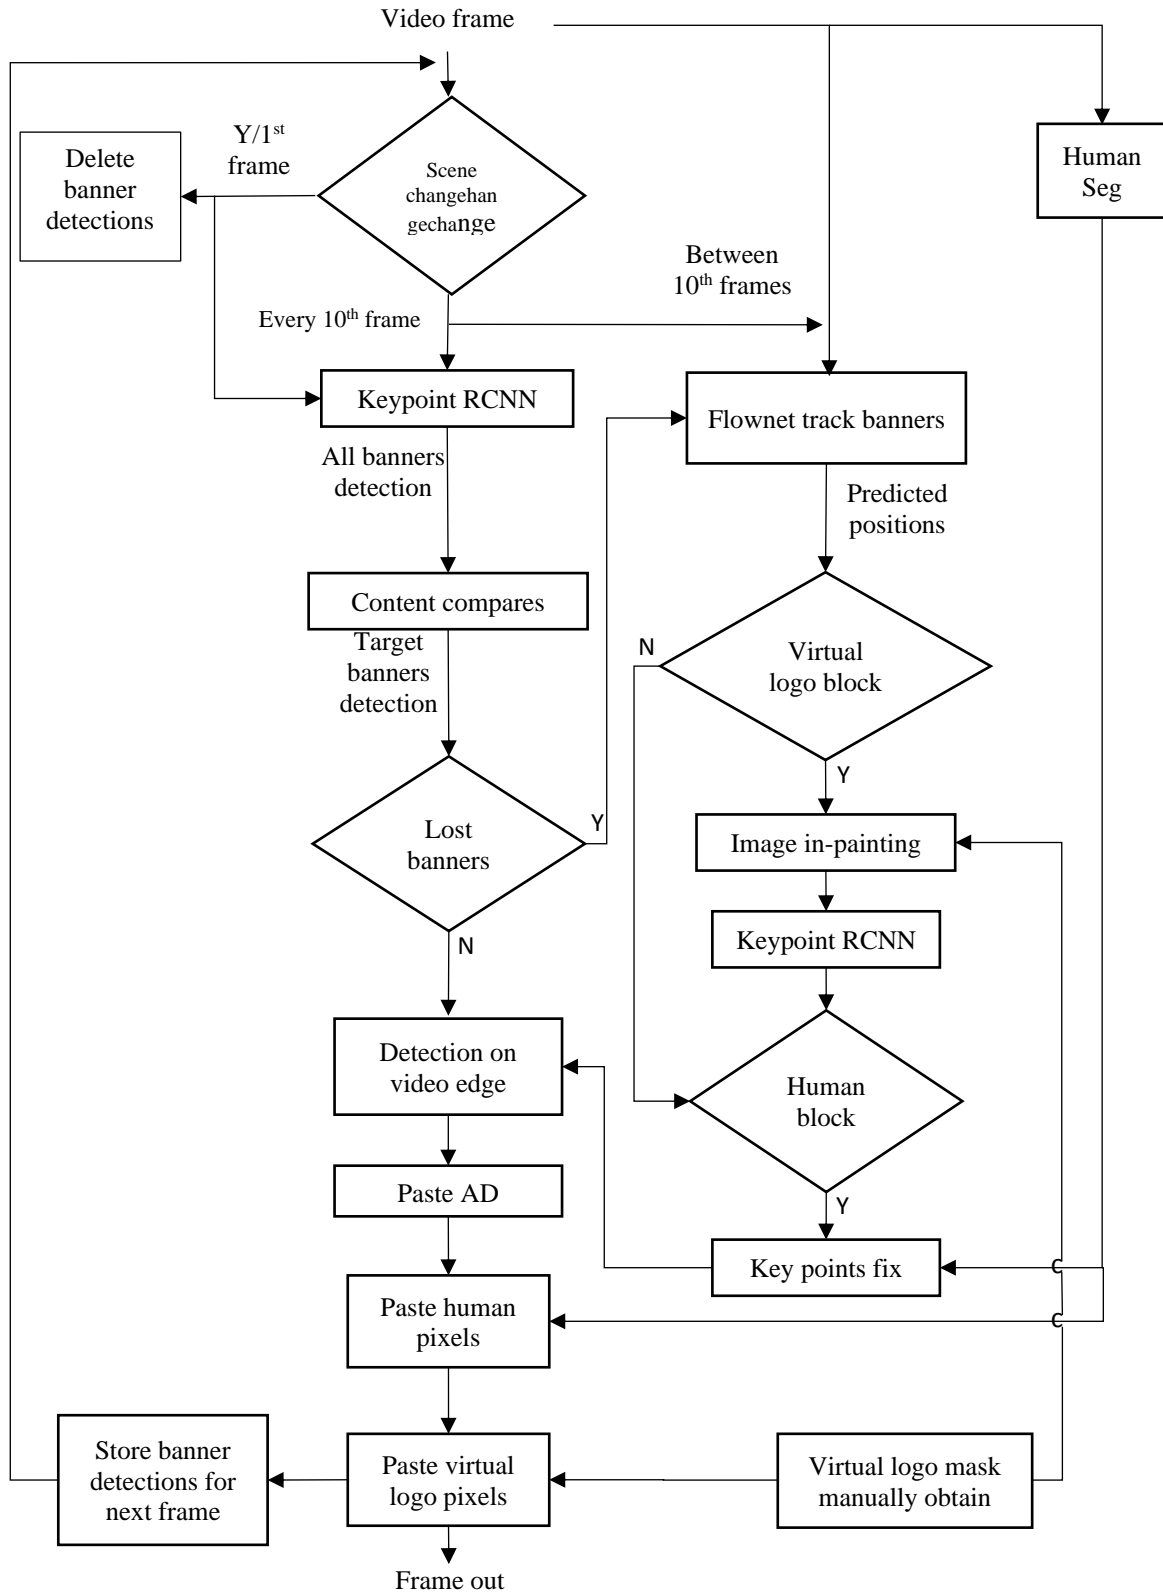 Video frame
Y/1st
frame
Delete
banner
detections
Scene
changehan
gechange
Human
Seg
Between
10th frames
Every 10th frame
Keypoint RCNN
Flownet track banners
All banners
detection
Predicted
positions
Content compares
Target
banners
detection
N
Virtual
logo block
Y
Lost
banners
Y
Image in-painting
N
Keypoint RCNN
Detection on
video edge
Human
block
Paste AD
Y
Key points fix
C
Paste human
pixels
C
Store banner
detections for
next frame
Paste virtual
logo pixels
Virtual logo mask
manually obtain
Frame out